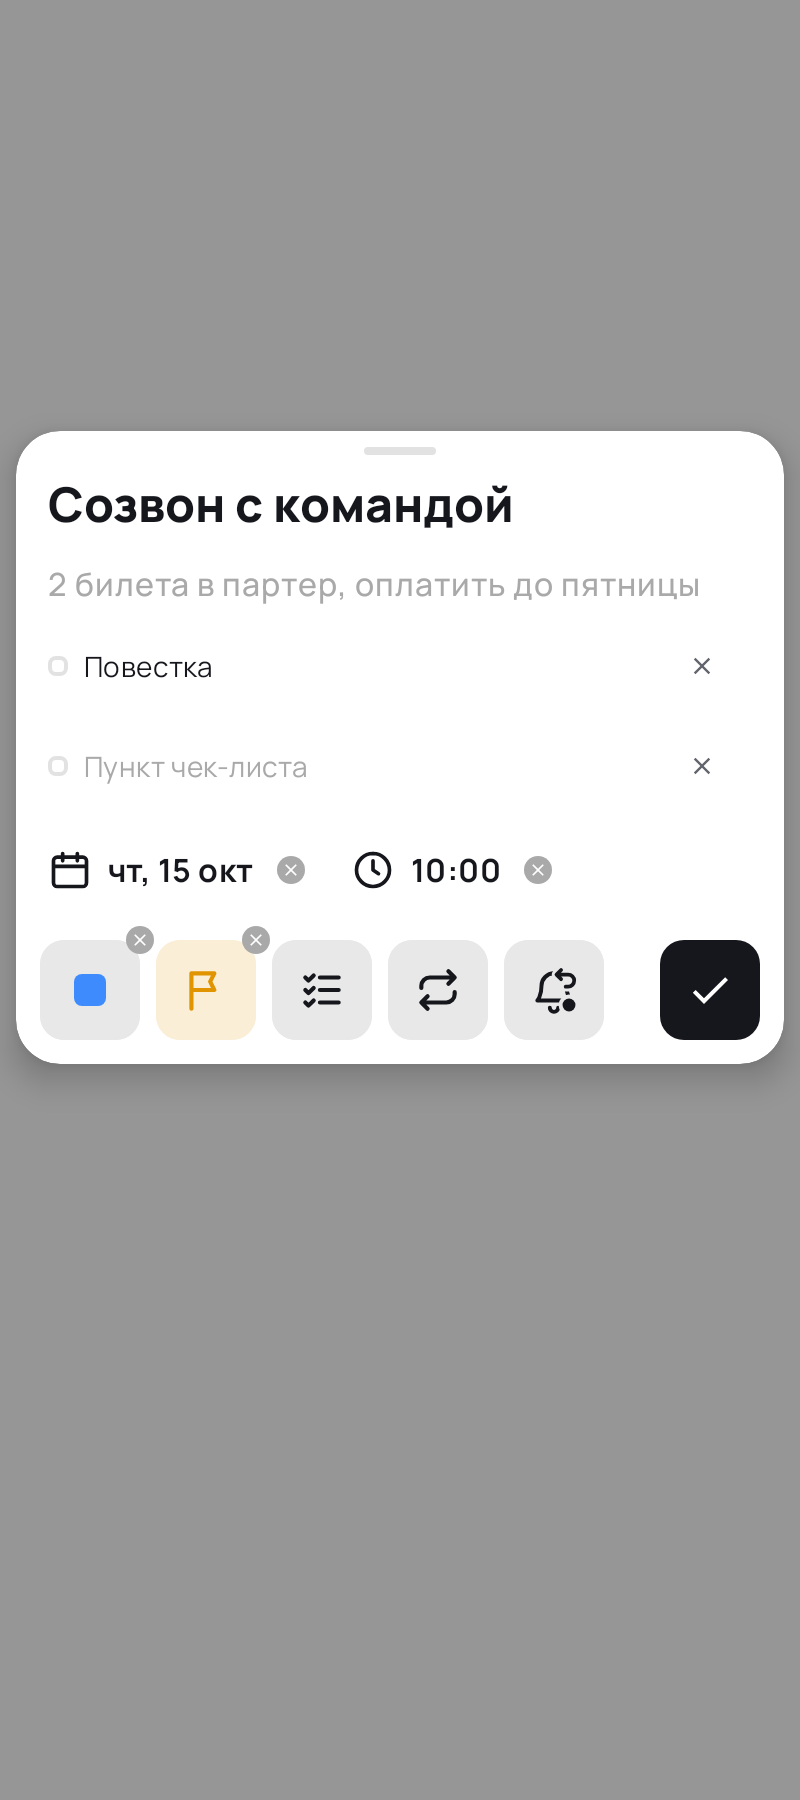 Созвон с командой
2 билета в партер, оплатить до пятницы
Повестка
Пункт чек-листа
чт, 15 окт 10:00